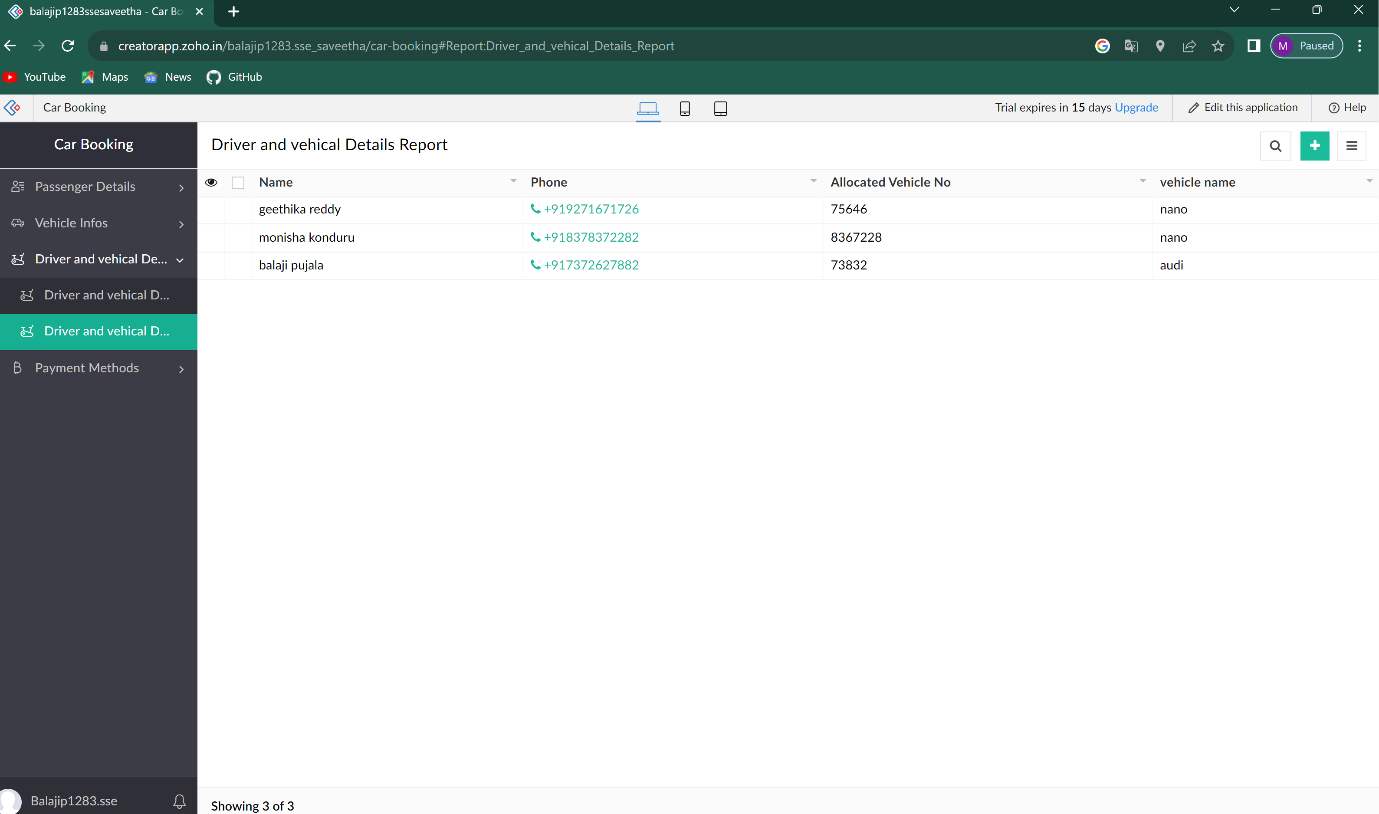 balajip1283ssesaveetha - Car Bo
creatorapp.zoho.in/balajip1283.sse_saveetha/car-booking#Report:Driver_and_vehical_Details_Report
M Paused
YouTube Maps News GitHub
Car Booking
Trial expires in 15 days Upgrade
Edit this application
Help
Car Booking
Passenger Details
Vehicle Infos
Driver and vehical De...
Driver and vehical D...
Driver and vehical D...
Payment Methods
Balajip1283.sse
Driver and vehical Details Report
Name Phone Allocated Vehicle No vehicle name
geethika reddy +919271671726 75646 nano
monisha konduru +918378372282 8367228 nano
balaji pujala +917372627882 73832 audi
Showing 3 of 3